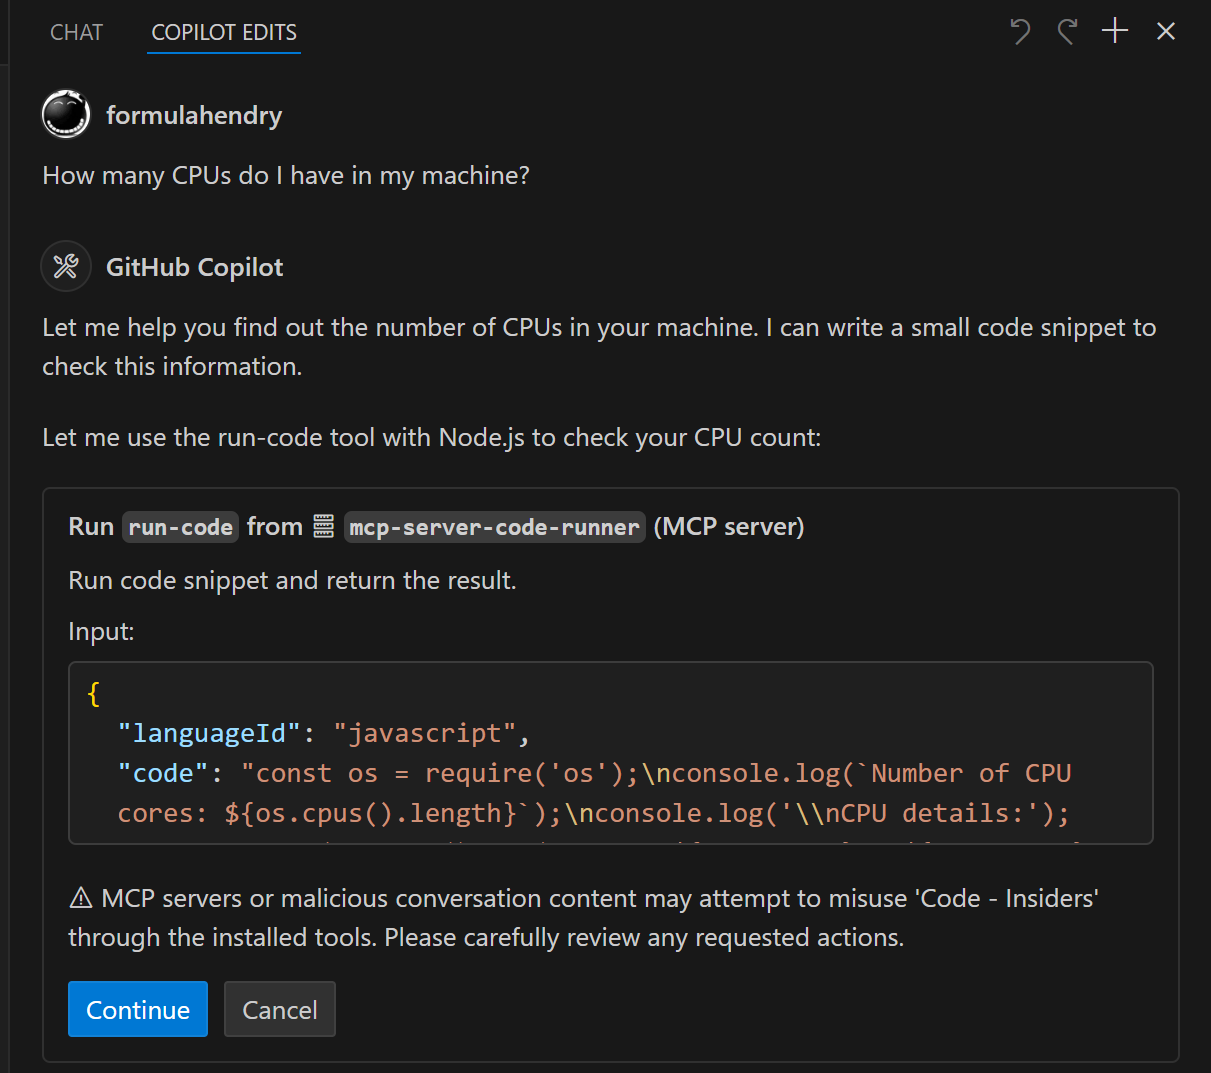 CHAT COPILOT EDITS
formulahendry
How many CPUs do I have in my machine?
GitHub Copilot
Let me help you find out the number of CPUs in your machine. I can write a small code snippet to
check this information.
Let me use the run-code tool with Node.js to check your CPU count:
Run run-code from mcp-server-code-runner (MCP server)
Run code snippet and return the result.
Input:
{
"languageId": "javascript",
"code": "const os = require('os');\nconsole.log(`Number of CPU
cores: ${os.cpus().length}`);\nconsole.log('\\nCPU details:');
⚠ MCP servers or malicious conversation content may attempt to misuse 'Code - Insiders'
through the installed tools. Please carefully review any requested actions.
Continue Cancel